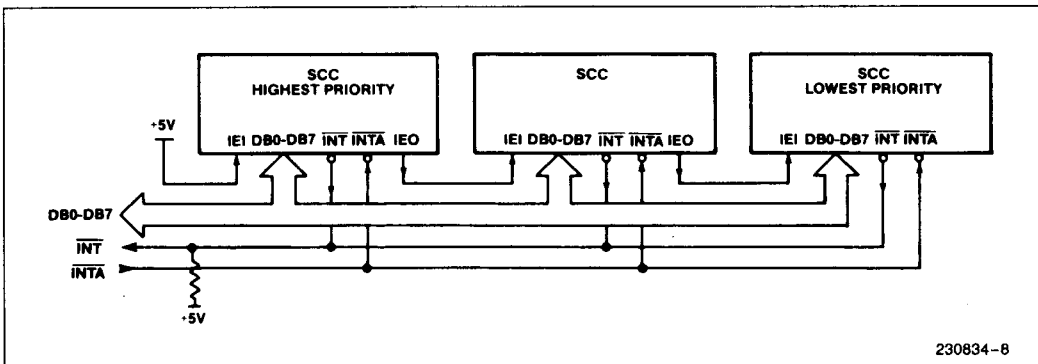 SCC
HIGHEST PRIORITY
SCC
SCC
LOWEST PRIORITY
+5V
IEI DB0-DB7 INT INTA IEO
IEI DB0-DB7 INT INTA IEO
IEI DB0-DB7 INT INTA
DB0-DB7
INT
INTA
+5V
230834-8